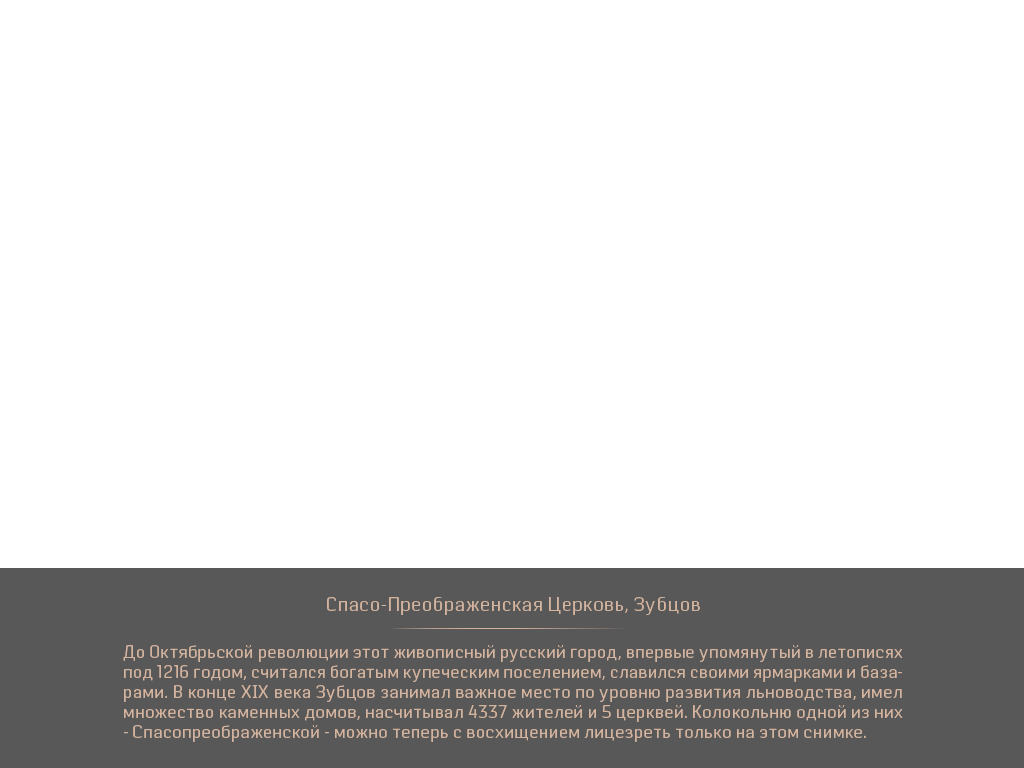 Спасо-Преображенская Церковь, Зубцов
До Октябрьской революции этот живописный русский город, впервые упомянутый в летописях
под 1216 годом, считался богатым купеческим поселением, славился своими ярмарками и база-
рами. В конце XIX века Зубцов занимал важное место по уровню развития льноводства, имел
множество каменных домов, насчитывал 4337 жителей и 5 церквей. Колокольню одной из них
- Спасопреображенской - можно теперь с восхищением лицезреть только на этом снимке.